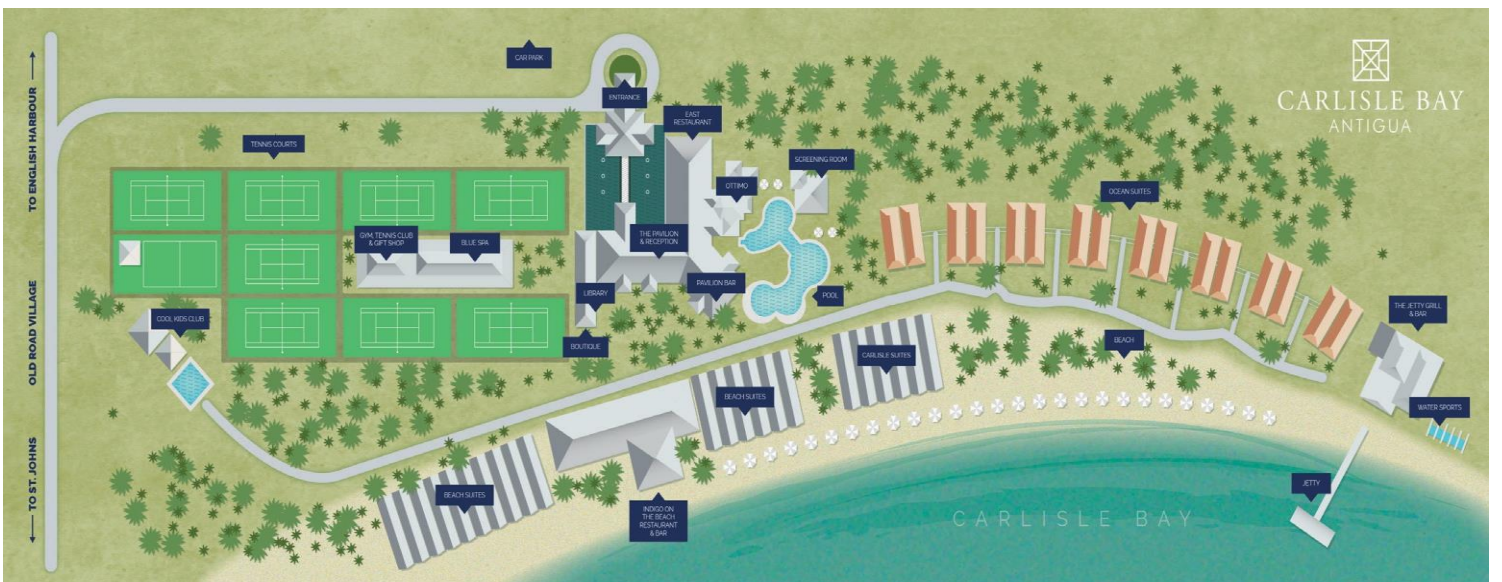 TO ENGLISH HARBOUR
OLD ROAD VILLAGE
TO ST. JOHNS
CAR PARK
ENTRANCE
EAST
RESTAURANT
TENNIS COURTS
SCREENING ROOM
OTTIMO
CARLISLE BAY
ANTIGUA
OCEAN SUITES
GYM, TENNIS CLUB
& GIFT SHOP
BLUE SPA
THE PAVILION
& RECEPTION
PAVILION BAR
POOL
LIBRARY
BOUTIQUE
COOL KIDS CLUB
THE JETTY GRILL
& BAR
BEACH
CARLISLE SUITES
BEACH SUITES
WATER SPORTS
BEACH SUITES
INDIGO ON
THE BEACH
RESTAURANT
& BAR
JETTY
CARLISLE BAY